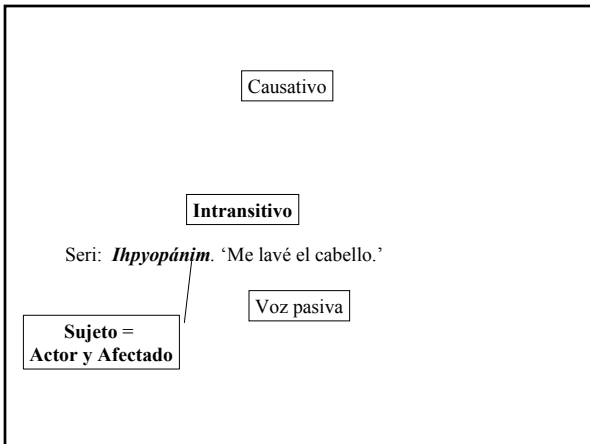 Causativo
Intransitivo
Seri: Ihpyopánim. ‘Me lavé el cabello.’
Voz pasiva
Sujeto =
Actor y Afectado